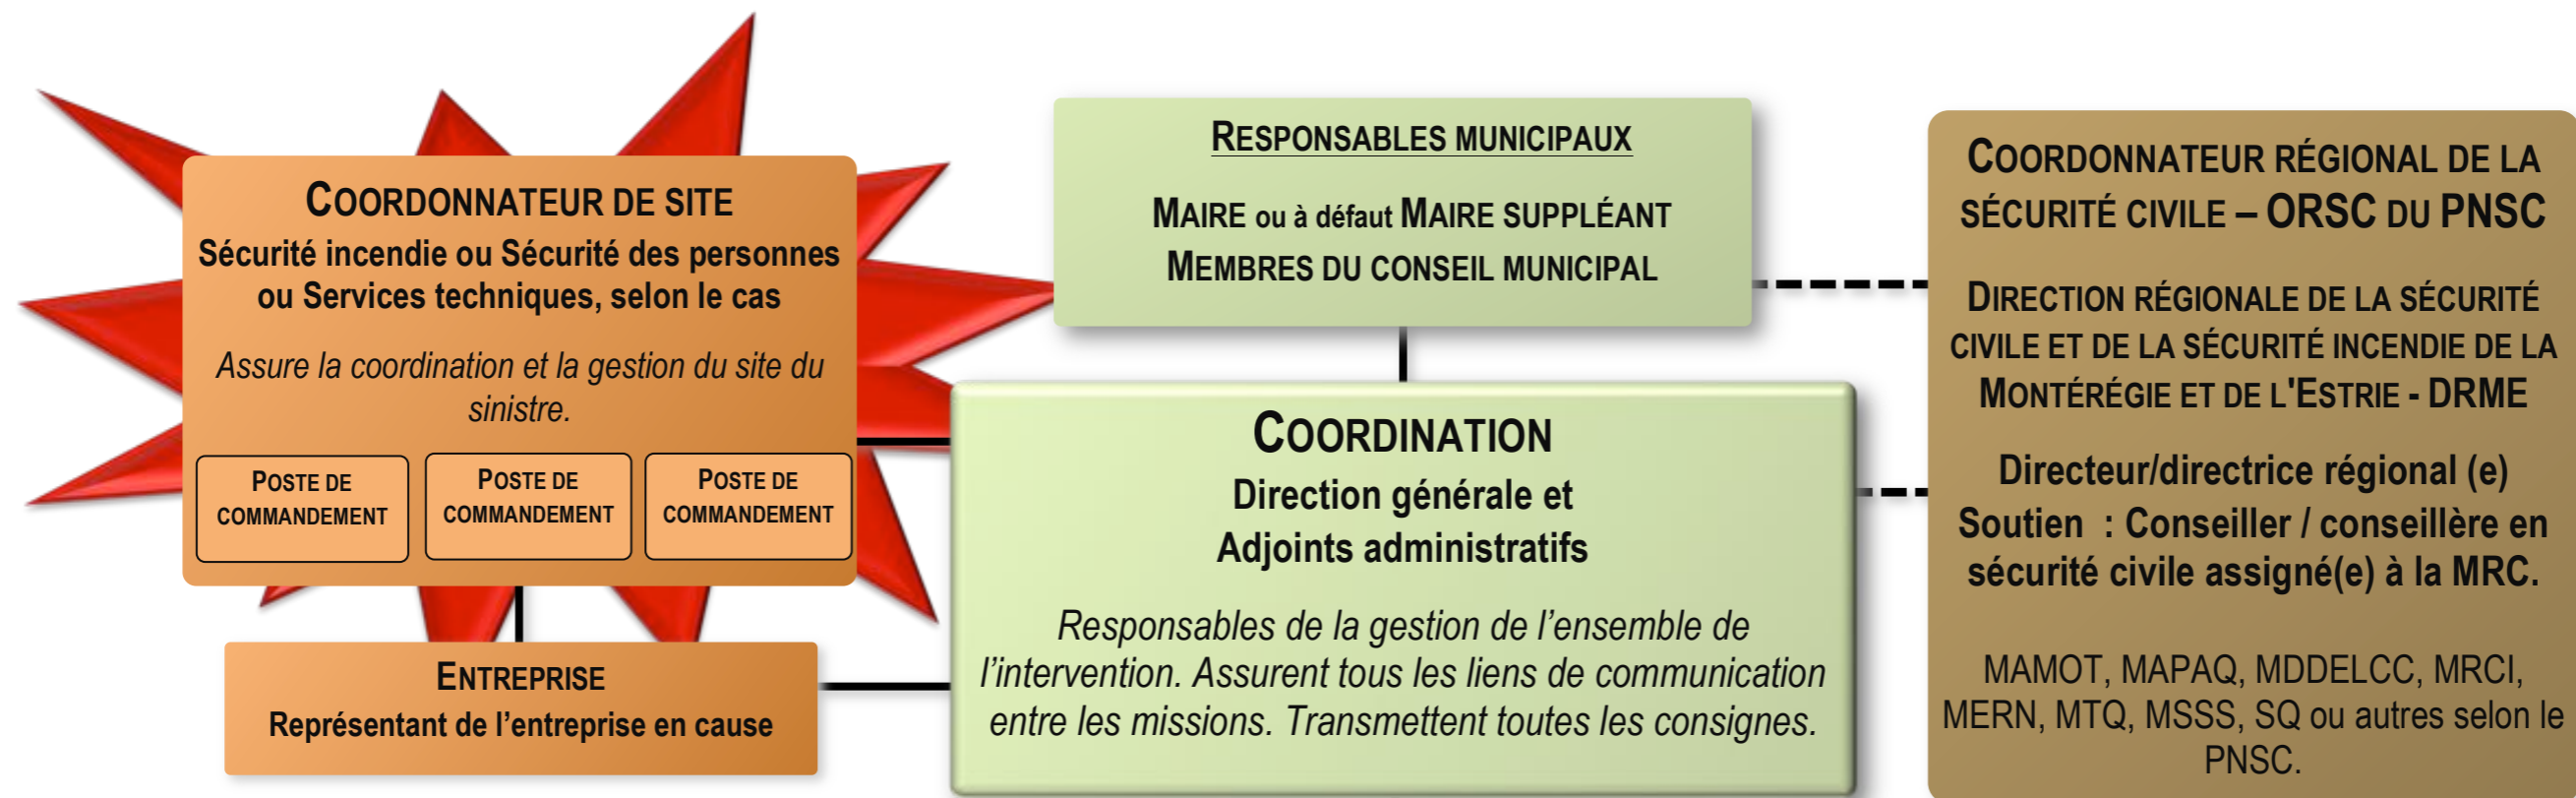 COORDONNATEUR DE SITE
Sécurité incendie ou Sécurité des personnes
ou Services techniques, selon le cas
Assure la coordination et la gestion du site du
sinistre.
POSTE DE
COMMANDEMENT
POSTE DE
COMMANDEMENT
POSTE DE
COMMANDEMENT
ENTREPRISE
Représentant de l’entreprise en cause
RESPONSABLES MUNICIPAUX
MAIRE ou à défaut MAIRE SUPPLÉANT
MEMBRES DU CONSEIL MUNICIPAL
COORDINATION
Direction générale et
Adjoints administratifs
Responsables de la gestion de l’ensemble de
l’intervention. Assurent tous les liens de communication
entre les missions. Transmettent toutes les consignes.
COORDONNATEUR RÉGIONAL DE LA
SÉCURITÉ CIVILE – ORSC DU PNSC
DIRECTION RÉGIONALE DE LA SÉCURITÉ
CIVILE ET DE LA SÉCURITÉ INCENDIE DE LA
MONTÉRÉGIE ET DE L'ESTRIE - DRME
Directeur/directrice régional (e)
Soutien : Conseiller / conseillère en
sécurité civile assigné(e) à la MRC.
MAMOT, MAPAQ, MDDELCC, MRCI,
MERN, MTQ, MSSS, SQ ou autres selon le
PNSC.